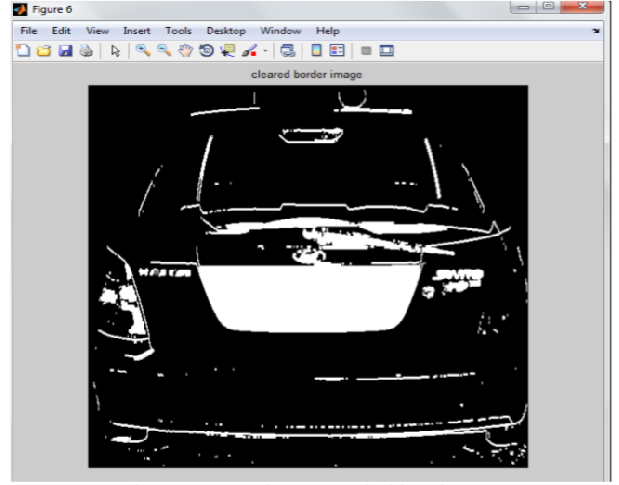 Figure 6
File Edit View Insert Tools Desktop Window Help
cleared border image